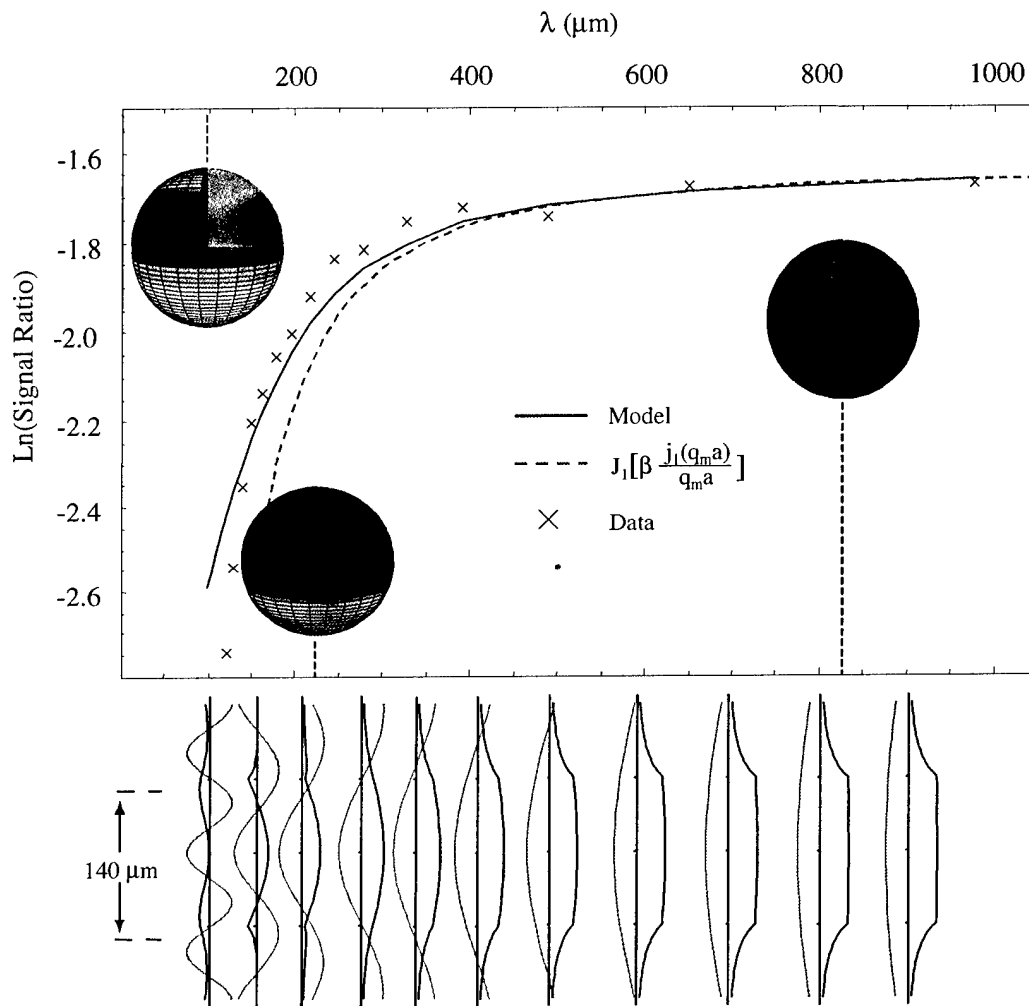 λ (μm)
200 400 600 800 1000
Ln(Signal Ratio)
-1.6
-1.8
-2.0
-2.2
-2.4
-2.6
Model
J₁[β j₁(qₘa)/qₘa]
Data
140 μm